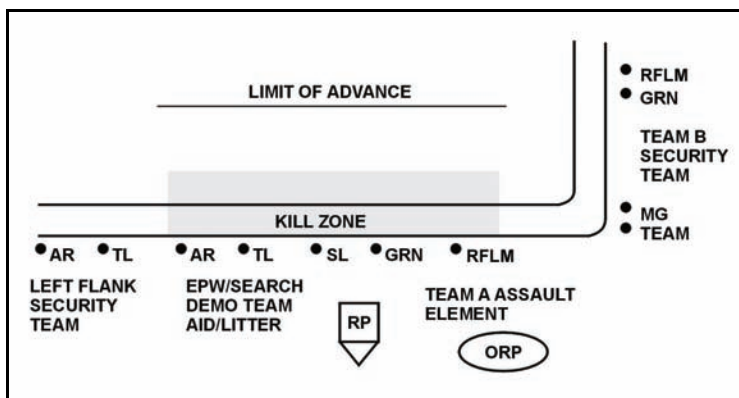 LIMIT OF ADVANCE
RFLM
GRN
TEAM B
SECURITY
TEAM
KILL ZONE
MG
TEAM
AR
TL
AR
TL
SL
GRN
RFLM
LEFT FLANK
SECURITY
TEAM
EPW/SEARCH
DEMO TEAM
AID/LITTER
RP
TEAM A ASSAULT
ELEMENT
ORP